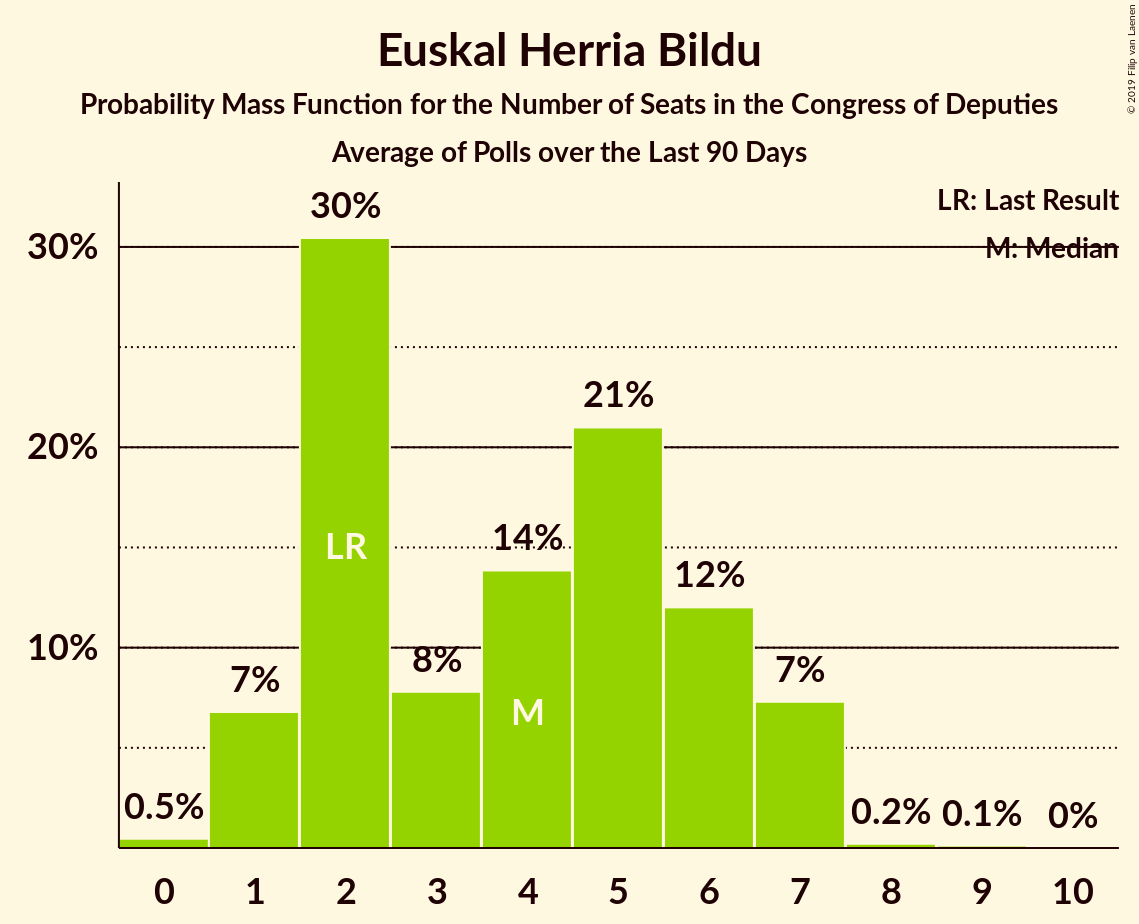 Euskal Herria Bildu
Probability Mass Function for the Number of Seats in the Congress of Deputies
Average of Polls over the Last 90 Days
© 2019 Filip van Laenen
LR: Last Result
M: Median
30%
20%
10%
0.5%
7%
30%
8%
14%
21%
12%
7%
0.2%
0.1%
0%
LR
M
0 1 2 3 4 5 6 7 8 9 10